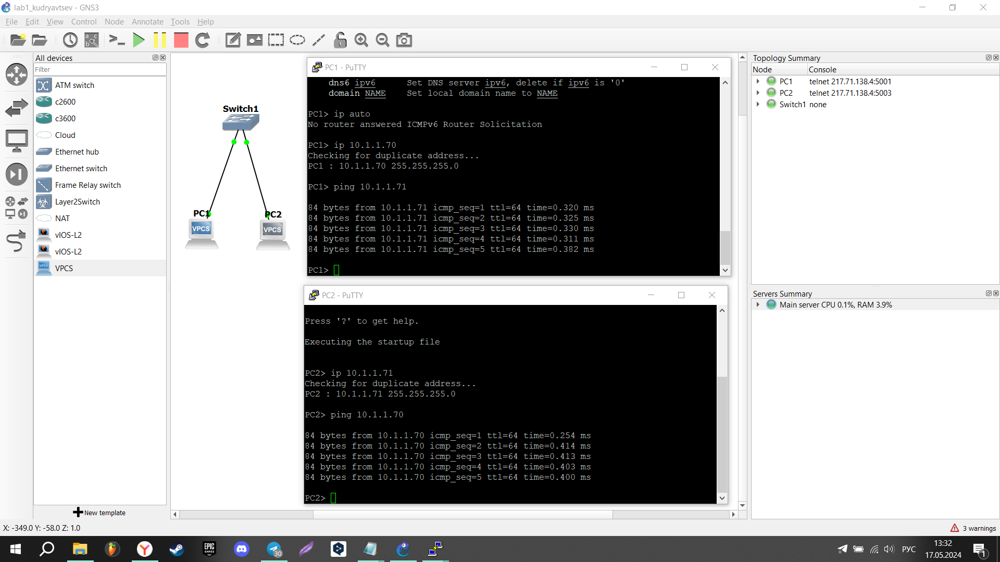 lab1_kudryavtsev - GNS3
File Edit View Control Node Annotate Tools Help
All devices
Filter
ATM switch
c2600
c3600
Cloud
Ethernet hub
Ethernet switch
Frame Relay switch
Layer2Switch
NAT
vIOS-L2
vIOS-L2
VPCS
New template
Switch1
PC1
VPCS
PC2
VPCS
PC1 - PuTTY
dns6 ipv6 Set DNS server ipv6, delete if ipv6 is '0'
domain NAME Set local domain name to NAME
PC1> ip auto
No router answered ICMPv6 Router Solicitation
PC1> ip 10.1.1.70
Checking for duplicate address...
PC1 : 10.1.1.70 255.255.255.0
PC1> ping 10.1.1.71
84 bytes from 10.1.1.71 icmp_seq=1 ttl=64 time=0.320 ms
84 bytes from 10.1.1.71 icmp_seq=2 ttl=64 time=0.325 ms
84 bytes from 10.1.1.71 icmp_seq=3 ttl=64 time=0.330 ms
84 bytes from 10.1.1.71 icmp_seq=4 ttl=64 time=0.311 ms
84 bytes from 10.1.1.71 icmp_seq=5 ttl=64 time=0.382 ms
PC1>
PC2 - PuTTY
Press '?' to get help.
Executing the startup file
PC2> ip 10.1.1.71
Checking for duplicate address...
PC2 : 10.1.1.71 255.255.255.0
PC2> ping 10.1.1.70
84 bytes from 10.1.1.70 icmp_seq=1 ttl=64 time=0.254 ms
84 bytes from 10.1.1.70 icmp_seq=2 ttl=64 time=0.414 ms
84 bytes from 10.1.1.70 icmp_seq=3 ttl=64 time=0.413 ms
84 bytes from 10.1.1.70 icmp_seq=4 ttl=64 time=0.403 ms
84 bytes from 10.1.1.70 icmp_seq=5 ttl=64 time=0.400 ms
PC2>
Topology Summary
Node Console
PC1 telnet 217.71.138.4:5001
PC2 telnet 217.71.138.4:5003
Switch1 none
Servers Summary
Main server CPU 0.1%, RAM 3.9%
X: -349.0 Y: -58.0 Z: 1.0
3 warnings
EPIC GAMES
30
РУС
13:32
17.05.2024
1